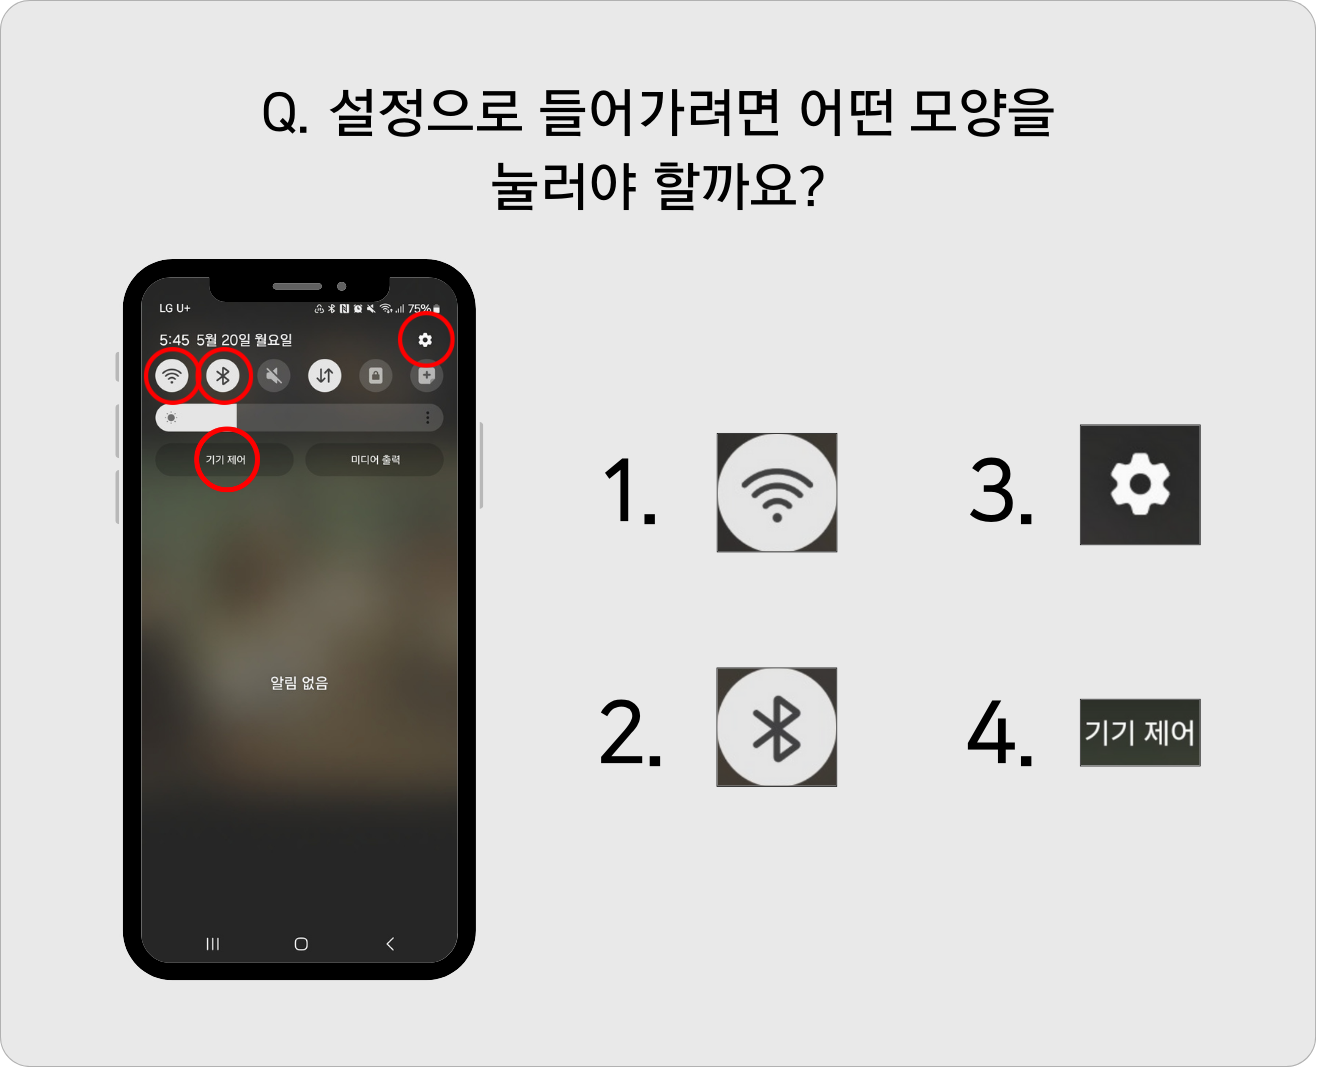 Q. 설정으로 들어가려면 어떤 모양을
눌러야 할까요?
LG U+
75%
5:45 5월 20일 월요일
기기 제어
미디어 출력
알림 없음
1.
3.
2.
4.
기기 제어